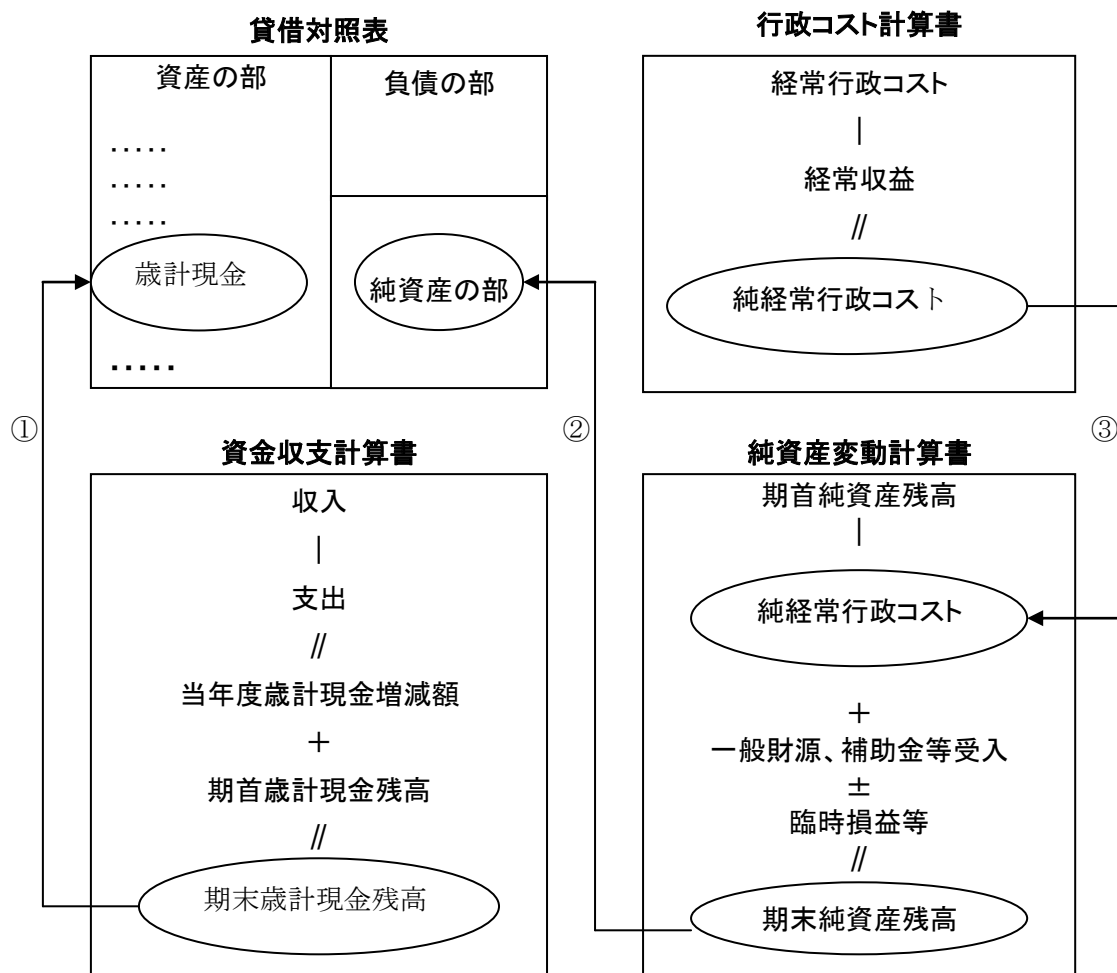 貸借対照表
資産の部
負債の部
・・・・・
・・・・・
・・・・・
歳計現金
純資産の部
・・・・・
行政コスト計算書
経常行政コスト
|
経常収益
//
純経常行政コスト
①
②
③
資金収支計算書
収入
|
支出
//
当年度歳計現金増減額
＋
期首歳計現金残高
//
期末歳計現金残高
純資産変動計算書
期首純資産残高
|
純経常行政コスト
＋
一般財源、補助金等受入
±
臨時損益等
//
期末純資産残高